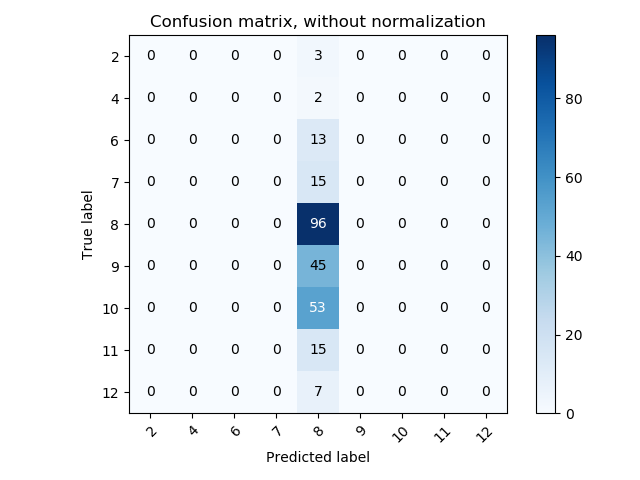 Confusion matrix, without normalization
2 0 0 0 0 3 0 0 0 0
4 0 0 0 0 2 0 0 0 0
6 0 0 0 0 13 0 0 0 0
7 0 0 0 0 15 0 0 0 0
8 0 0 0 0 96 0 0 0 0
9 0 0 0 0 45 0 0 0 0
10 0 0 0 0 53 0 0 0 0
11 0 0 0 0 15 0 0 0 0
12 0 0 0 0 7 0 0 0 0
2 4 6 7 8 9 10 11 12
Predicted label
True label
80
60
40
20
0